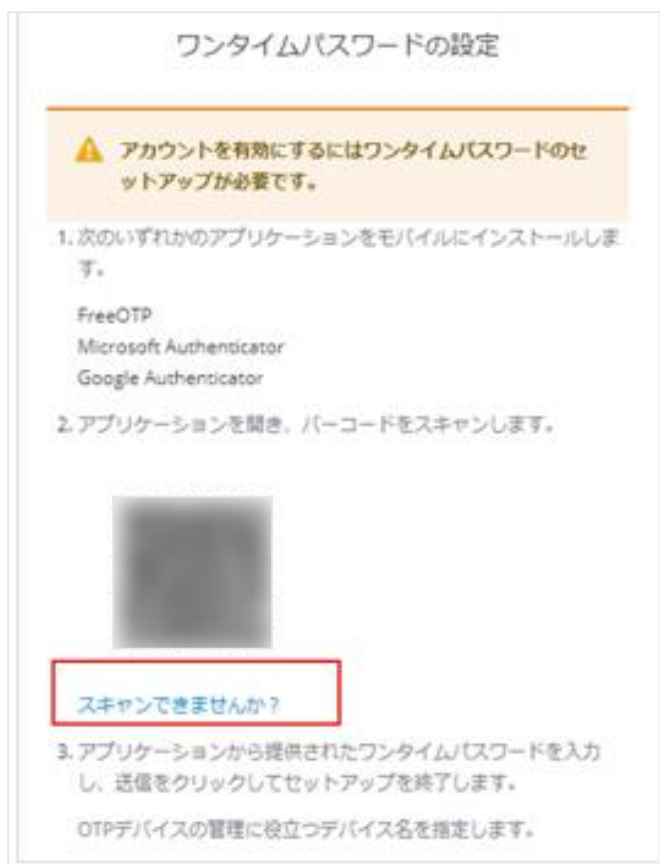 ワンタイムパスワードの設定
アカウントを有効にするにはワンタイムパスワードのセ
ットアップが必要です。
1. 次のいずれかのアプリケーションをモバイルにインストールしま
す。
FreeOTP
Microsoft Authenticator
Google Authenticator
2. アプリケーションを開き、バーコードをスキャンします。
スキャンできませんか？
3. アプリケーションから提供されたワンタイムパスワードを入力
し、送信をクリックしてセットアップを終了します。
OTPデバイスの管理に役立つデバイス名を指定します。